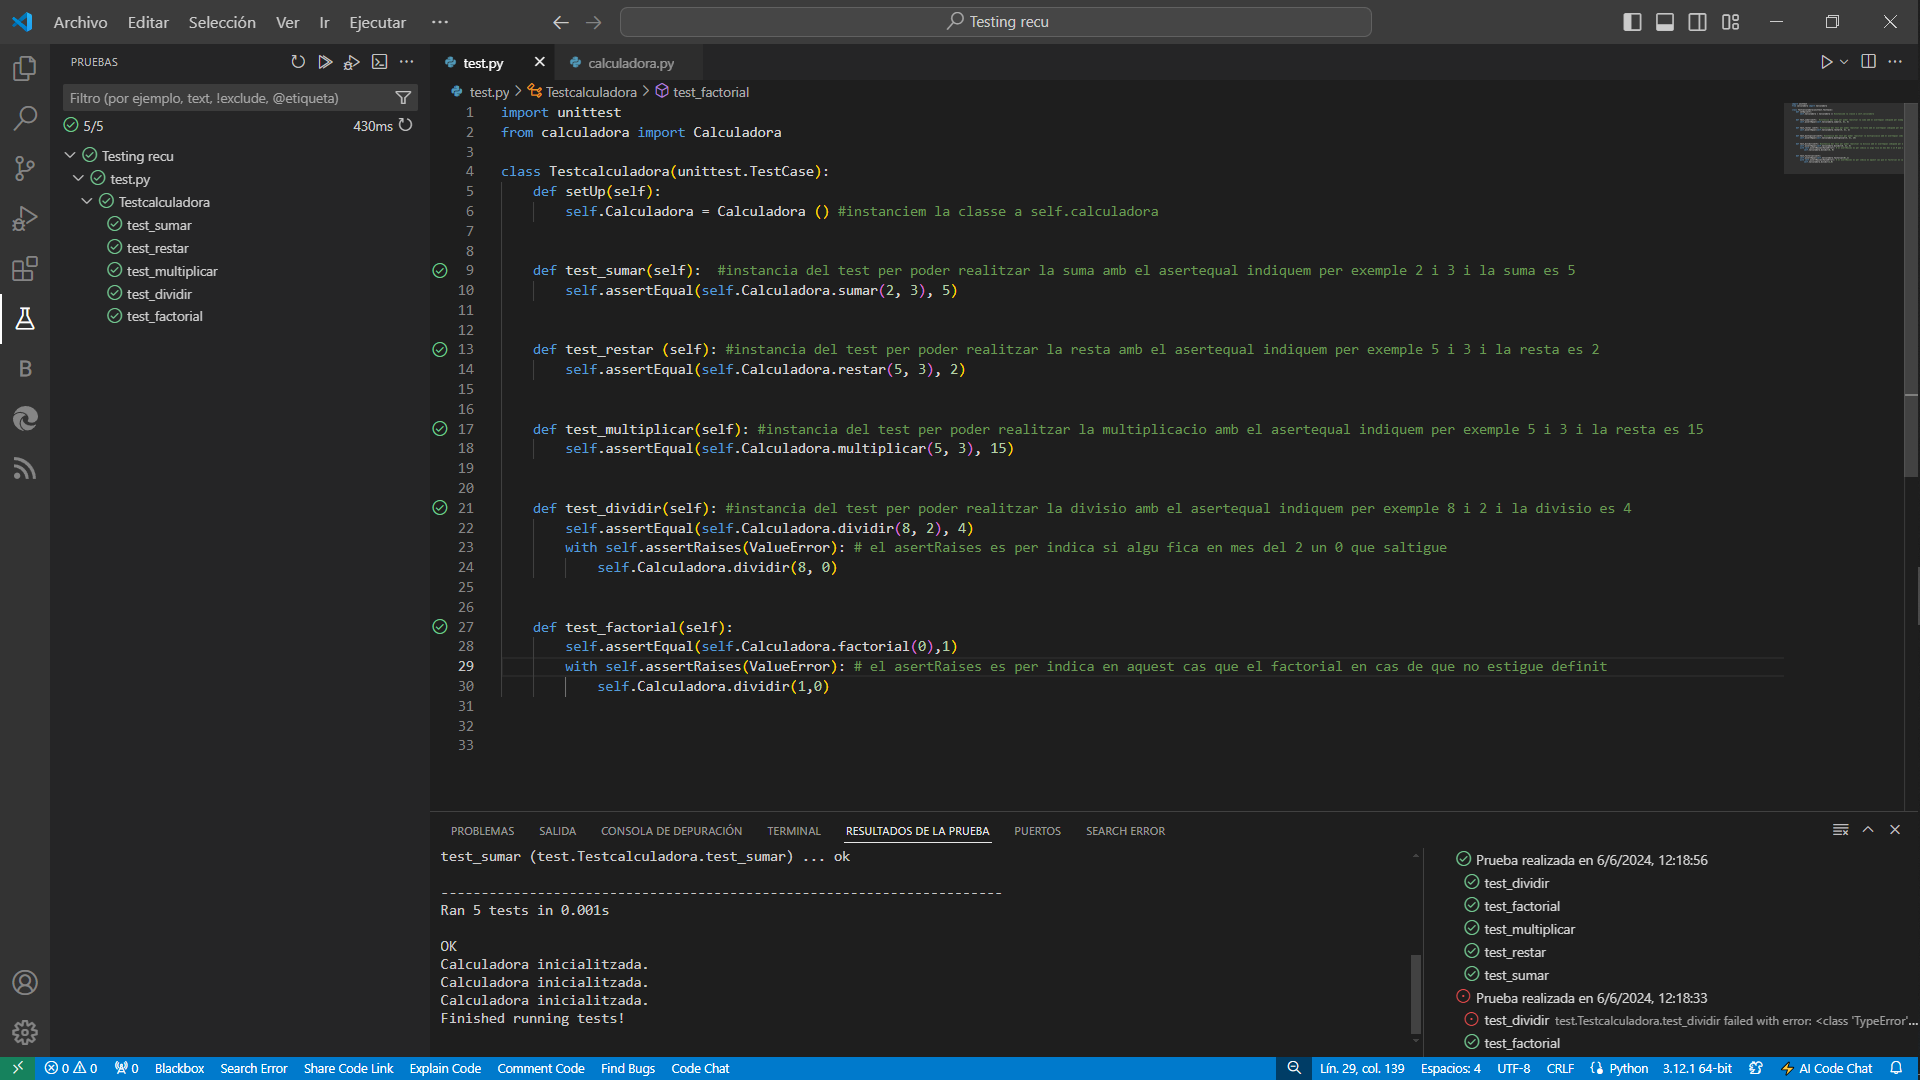 Archivo Editar Selección Ver Ir Ejecutar ··· Testing recu
PRUEBAS
Filtro (por ejemplo, text, !exclude, @etiqueta)
5/5 430ms
Testing recu
test.py
Testcalculadora
test_sumar
test_restar
test_multiplicar
test_dividir
test_factorial
test.py calculadora.py
test.py > Testcalculadora > test_factorial
1 import unittest
2 from calculadora import Calculadora
3
4 class Testcalculadora(unittest.TestCase):
5 def setUp(self):
6 self.Calculadora = Calculadora () #instanciem la classe a self.calculadora
7
8
9 def test_sumar(self):  #instancia del test per poder realitzar la suma amb el asertequal indiquem per exemple 2 i 3 i la suma es 5
10 self.assertEqual(self.Calculadora.sumar(2, 3), 5)
11
12
13 def test_restar (self): #instancia del test per poder realitzar la resta amb el asertequal indiquem per exemple 5 i 3 i la resta es 2
14 self.assertEqual(self.Calculadora.restar(5, 3), 2)
15
16
17 def test_multiplicar(self): #instancia del test per poder realitzar la multiplicacio amb el asertequal indiquem per exemple 5 i 3 i la resta es 15
18 self.assertEqual(self.Calculadora.multiplicar(5, 3), 15)
19
20
21 def test_dividir(self): #instancia del test per poder realitzar la divisio amb el asertequal indiquem per exemple 8 i 2 i la divisio es 4
22 self.assertEqual(self.Calculadora.dividir(8, 2), 4)
23 with self.assertRaises(ValueError): # el asertRaises es per indica si algu fica en mes del 2 un 0 que saltigue
24 self.Calculadora.dividir(8, 0)
25
26
27 def test_factorial(self):
28 self.assertEqual(self.Calculadora.factorial(0),1)
29 with self.assertRaises(ValueError): # el asertRaises es per indica en aquest cas que el factorial en cas de que no estigue definit
30 self.Calculadora.dividir(1,0)
31
32
33
PROBLEMAS SALIDA CONSOLA DE DEPURACIÓN TERMINAL RESULTADOS DE LA PRUEBA PUERTOS SEARCH ERROR
test_sumar (test.Testcalculadora.test_sumar) ... ok
----------------------------------------------------------------------
Ran 5 tests in 0.001s
OK
Calculadora inicialitzada.
Calculadora inicialitzada.
Calculadora inicialitzada.
Finished running tests!
Prueba realizada en 6/6/2024, 12:18:56
test_dividir
test_factorial
test_multiplicar
test_restar
test_sumar
Prueba realizada en 6/6/2024, 12:18:33
test_dividir test.Testcalculadora.test_dividir failed with error: <class 'TypeError'...
test_factorial
0 0 0 Blackbox Search Error Share Code Link Explain Code Comment Code Find Bugs Code Chat Lín. 29, col. 139 Espacios: 4 UTF-8 CRLF Python 3.12.1 64-bit AI Code Chat